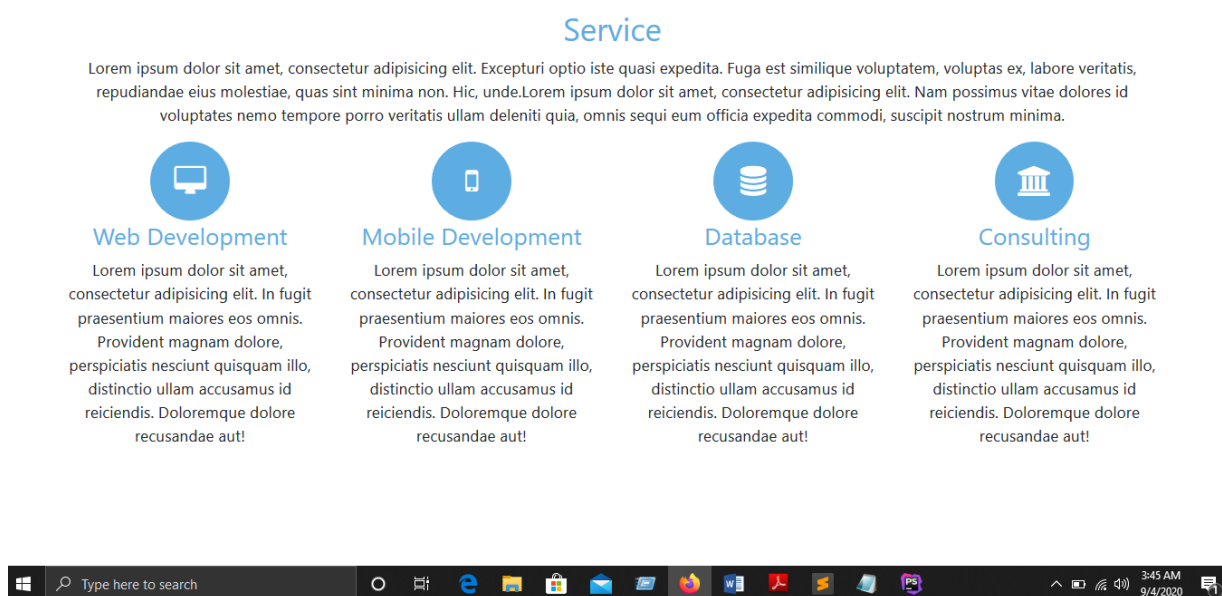 Service
Lorem ipsum dolor sit amet, consectetur adipisicing elit. Excepturi optio iste quasi expedita. Fuga est similique voluptatem, voluptas ex, labore veritatis,
repudiandae eius molestiae, quas sint minima non. Hic, unde.Lorem ipsum dolor sit amet, consectetur adipisicing elit. Nam possimus vitae dolores id
voluptates nemo tempore porro veritatis ullam deleniti quia, omnis sequi eum officia expedita commodi, suscipit nostrum minima.
Web Development
Lorem ipsum dolor sit amet,
consectetur adipisicing elit. In fugit
praesentium maiores eos omnis.
Provident magnam dolore,
perspiciatis nesciunt quisquam illo,
distinctio ullam accusamus id
reiciendis. Doloremque dolore
recusandae aut!
Mobile Development
Lorem ipsum dolor sit amet,
consectetur adipisicing elit. In fugit
praesentium maiores eos omnis.
Provident magnam dolore,
perspiciatis nesciunt quisquam illo,
distinctio ullam accusamus id
reiciendis. Doloremque dolore
recusandae aut!
Database
Lorem ipsum dolor sit amet,
consectetur adipisicing elit. In fugit
praesentium maiores eos omnis.
Provident magnam dolore,
perspiciatis nesciunt quisquam illo,
distinctio ullam accusamus id
reiciendis. Doloremque dolore
recusandae aut!
Consulting
Lorem ipsum dolor sit amet,
consectetur adipisicing elit. In fugit
praesentium maiores eos omnis.
Provident magnam dolore,
perspiciatis nesciunt quisquam illo,
distinctio ullam accusamus id
reiciendis. Doloremque dolore
recusandae aut!
Type here to search
W
PS
3:45 AM
9/4/2020
1